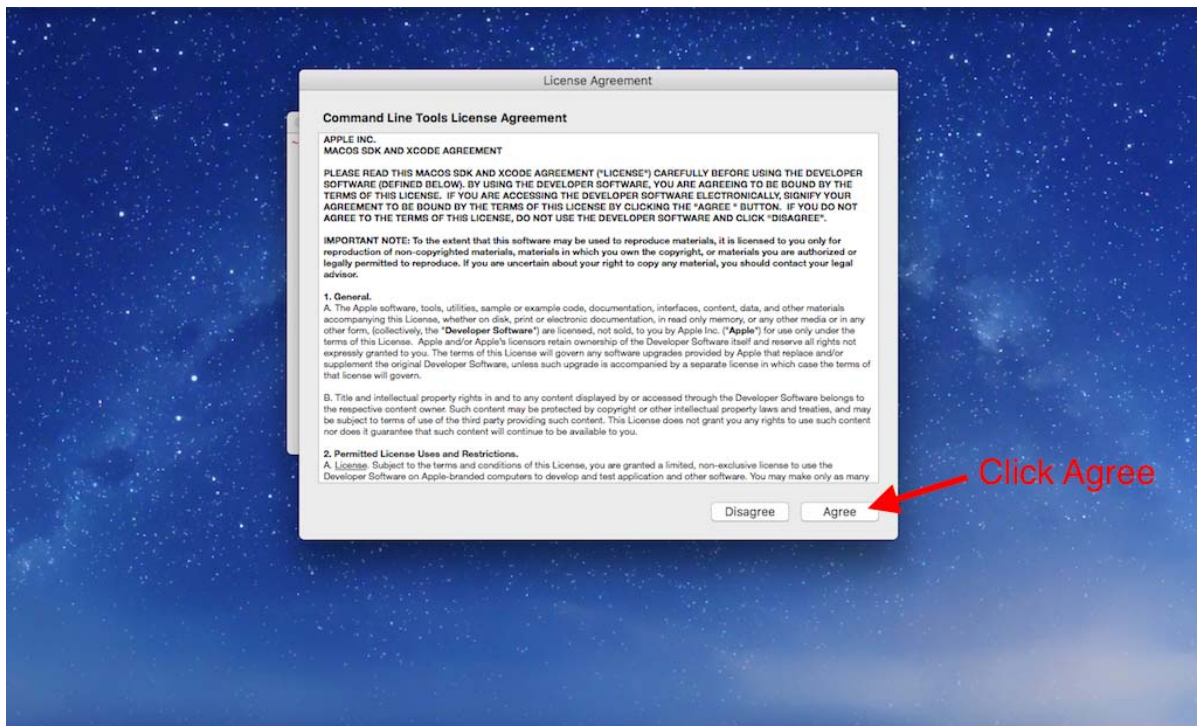 License Agreement
Command Line Tools License Agreement
APPLE INC.
MACOS SDK AND XCODE AGREEMENT
PLEASE READ THIS MACOS SDK AND XCODE AGREEMENT ("LICENSE") CAREFULLY BEFORE USING THE DEVELOPER
SOFTWARE (DEFINED BELOW). BY USING THE DEVELOPER SOFTWARE, YOU ARE AGREEING TO BE BOUND BY THE
TERMS OF THIS LICENSE. IF YOU ARE ACCESSING THE DEVELOPER SOFTWARE ELECTRONICALLY, SIGNIFY YOUR
AGREEMENT TO BE BOUND BY THE TERMS OF THIS LICENSE BY CLICKING THE "AGREE " BUTTON. IF YOU DO NOT
AGREE TO THE TERMS OF THIS LICENSE, DO NOT USE THE DEVELOPER SOFTWARE AND CLICK "DISAGREE".
IMPORTANT NOTE: To the extent that this software may be used to reproduce materials, it is licensed to you only for
reproduction of non-copyrighted materials, materials in which you own the copyright, or materials you are authorized or
legally permitted to reproduce. If you are uncertain about your right to copy any material, you should contact your legal
advisor.
1. General.
A. The Apple software, tools, utilities, sample or example code, documentation, interfaces, content, data, and other materials
accompanying this License, whether on disk, print or electronic documentation, in read only memory, or any other media or in any
other form, (collectively, the "Developer Software") are licensed, not sold, to you by Apple Inc. ("Apple") for use only under the
terms of this License. Apple and/or Apple's licensors retain ownership of the Developer Software itself and reserve all rights not
expressly granted to you. The terms of this License will govern any software upgrades provided by Apple that replace and/or
supplement the original Developer Software, unless such upgrade is accompanied by a separate license in which case the terms of
that license will govern.
B. Title and intellectual property rights in and to any content displayed by or accessed through the Developer Software belongs to
the respective content owner. Such content may be protected by copyright or other intellectual property laws and treaties, and may
be subject to terms of use of the third party providing such content. This License does not grant you any rights to use such content
nor does it guarantee that such content will continue to be available to you.
2. Permitted License Uses and Restrictions.
A. License. Subject to the terms and conditions of this License, you are granted a limited, non-exclusive license to use the
Developer Software on Apple-branded computers to develop and test application and other software. You may make only as many
Click Agree
Disagree
Agree